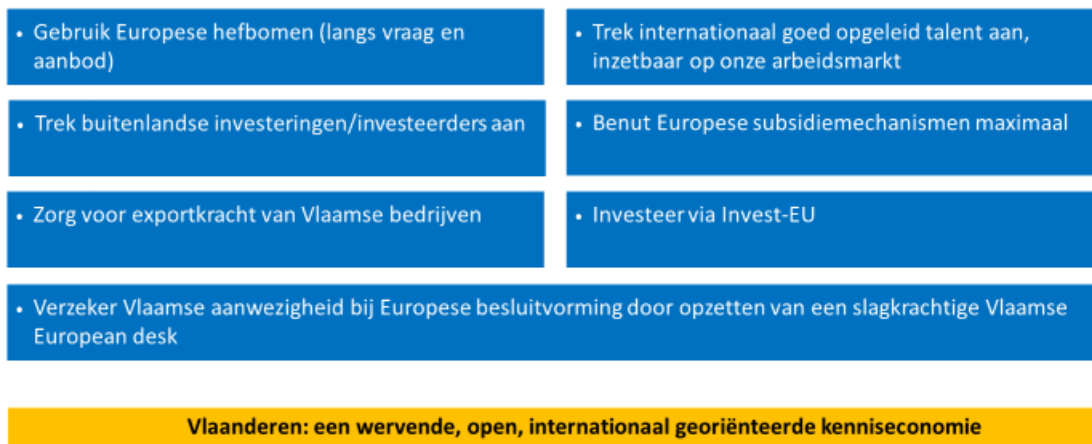 • Gebruik Europese hefbomen (langs vraag en
aanbod)
• Trek internationaal goed opgeleid talent aan,
inzetbaar op onze arbeidsmarkt
• Trek buitenlandse investeringen/investeerders aan
• Benut Europese subsidiemechanismen maximaal
• Zorg voor exportkracht van Vlaamse bedrijven
• Investeer via Invest-EU
• Verzeker Vlaamse aanwezigheid bij Europese besluitvorming door opzetten van een slagkrachtige Vlaamse
European desk
Vlaanderen: een wervende, open, internationaal georiënteerde kenniseconomie